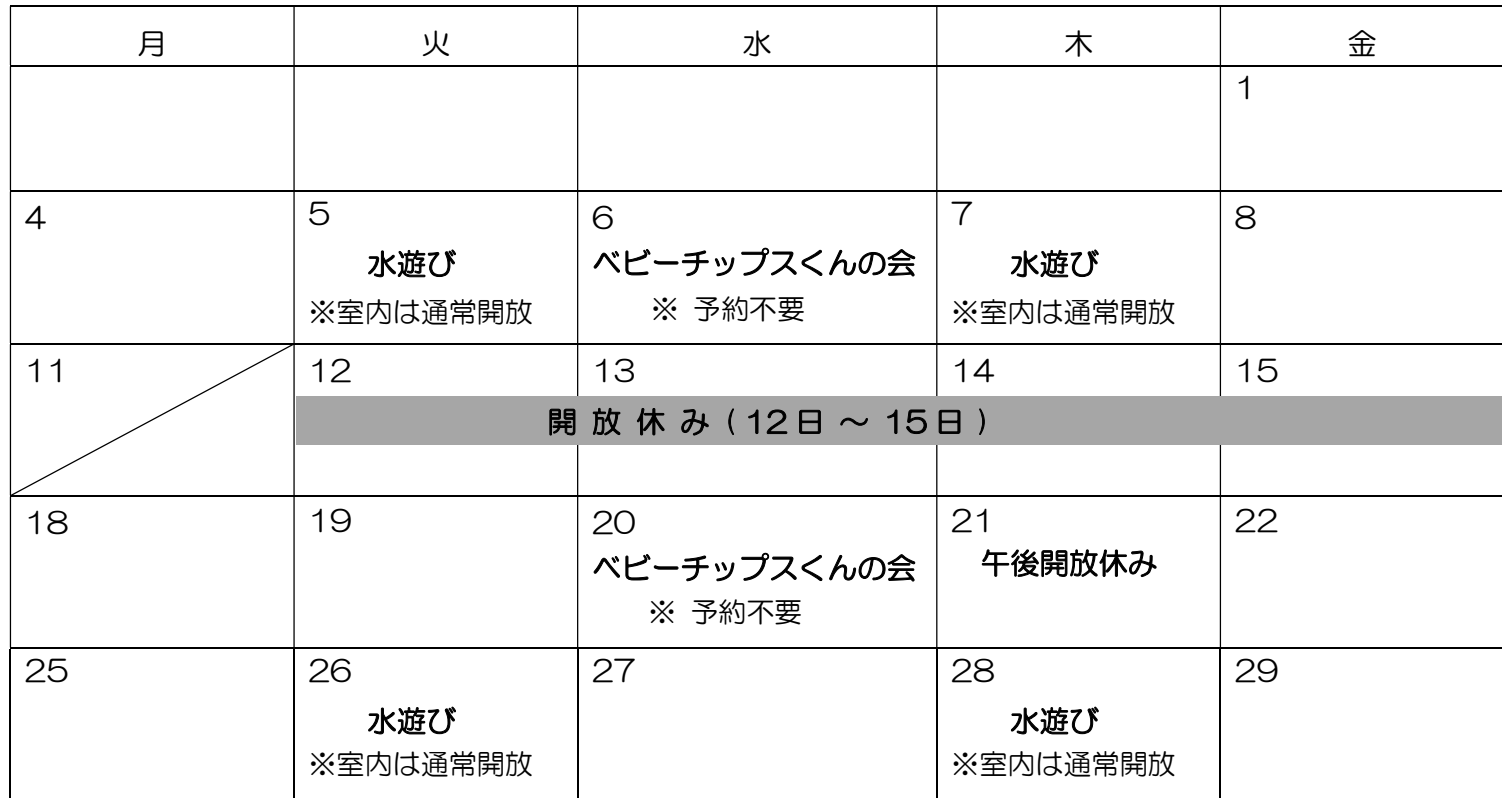 月 火 水 木 金
1
4 5 6 7 8
水遊び ベビーチップスくんの会 水遊び
※室内は通常開放 ※ 予約不要 ※室内は通常開放
11 12 13 14 15
開放休み(12日～15日)
18 19 20 21 22
ベビーチップスくんの会 午後開放休み
※ 予約不要
25 26 27 28 29
水遊び 水遊び
※室内は通常開放 ※室内は通常開放